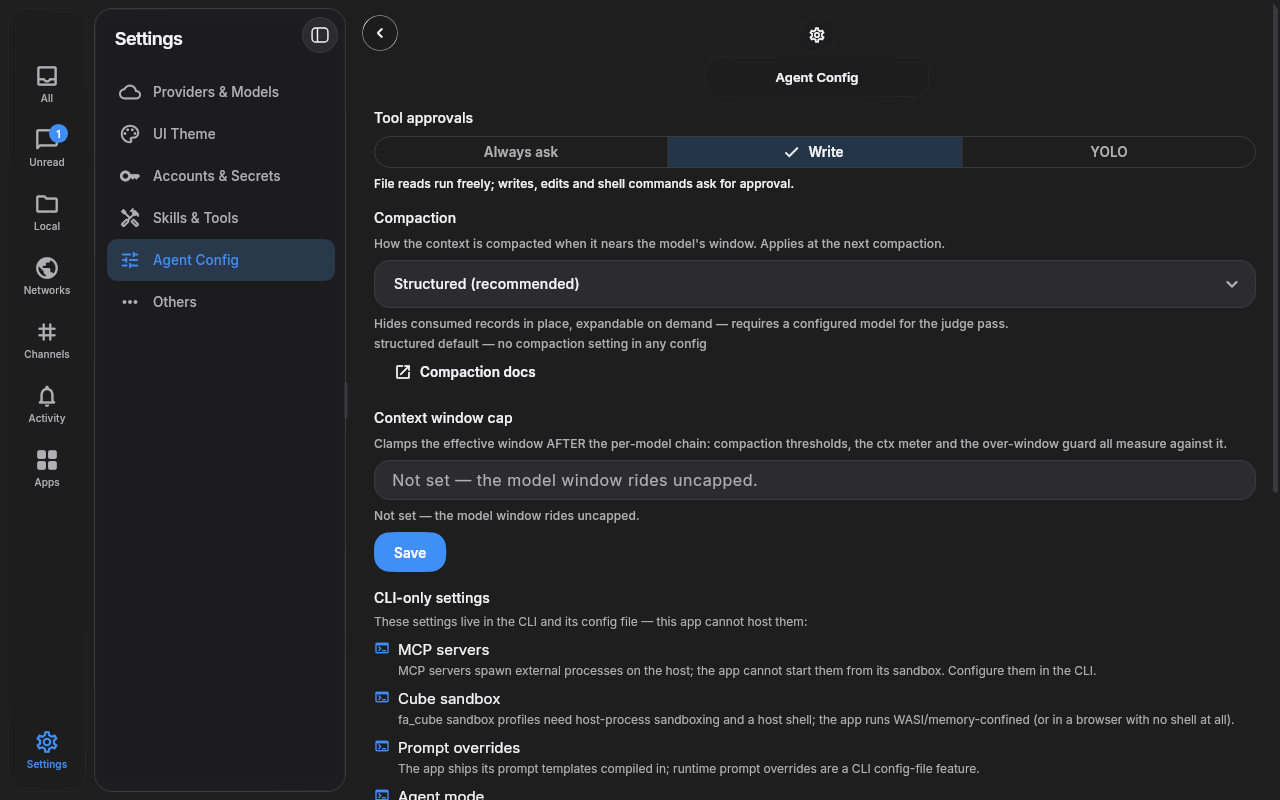 Settings
All
1
Unread
Local
Networks
Channels
Activity
Apps
Settings
Providers & Models
UI Theme
Accounts & Secrets
Skills & Tools
Agent Config
Others
Agent Config
Tool approvals
Always ask
Write
YOLO
File reads run freely; writes, edits and shell commands ask for approval.
Compaction
How the context is compacted when it nears the model's window. Applies at the next compaction.
Structured (recommended)
Hides consumed records in place, expandable on demand — requires a configured model for the judge pass.
structured default — no compaction setting in any config
Compaction docs
Context window cap
Clamps the effective window AFTER the per-model chain: compaction thresholds, the ctx meter and the over-window guard all measure against it.
Not set — the model window rides uncapped.
Not set — the model window rides uncapped.
Save
CLI-only settings
These settings live in the CLI and its config file — this app cannot host them:
MCP servers
MCP servers spawn external processes on the host; the app cannot start them from its sandbox. Configure them in the CLI.
Cube sandbox
fa_cube sandbox profiles need host-process sandboxing and a host shell; the app runs WASI/memory-confined (or in a browser with no shell at all).
Prompt overrides
The app ships its prompt templates compiled in; runtime prompt overrides are a CLI config-file feature.
Agent mode